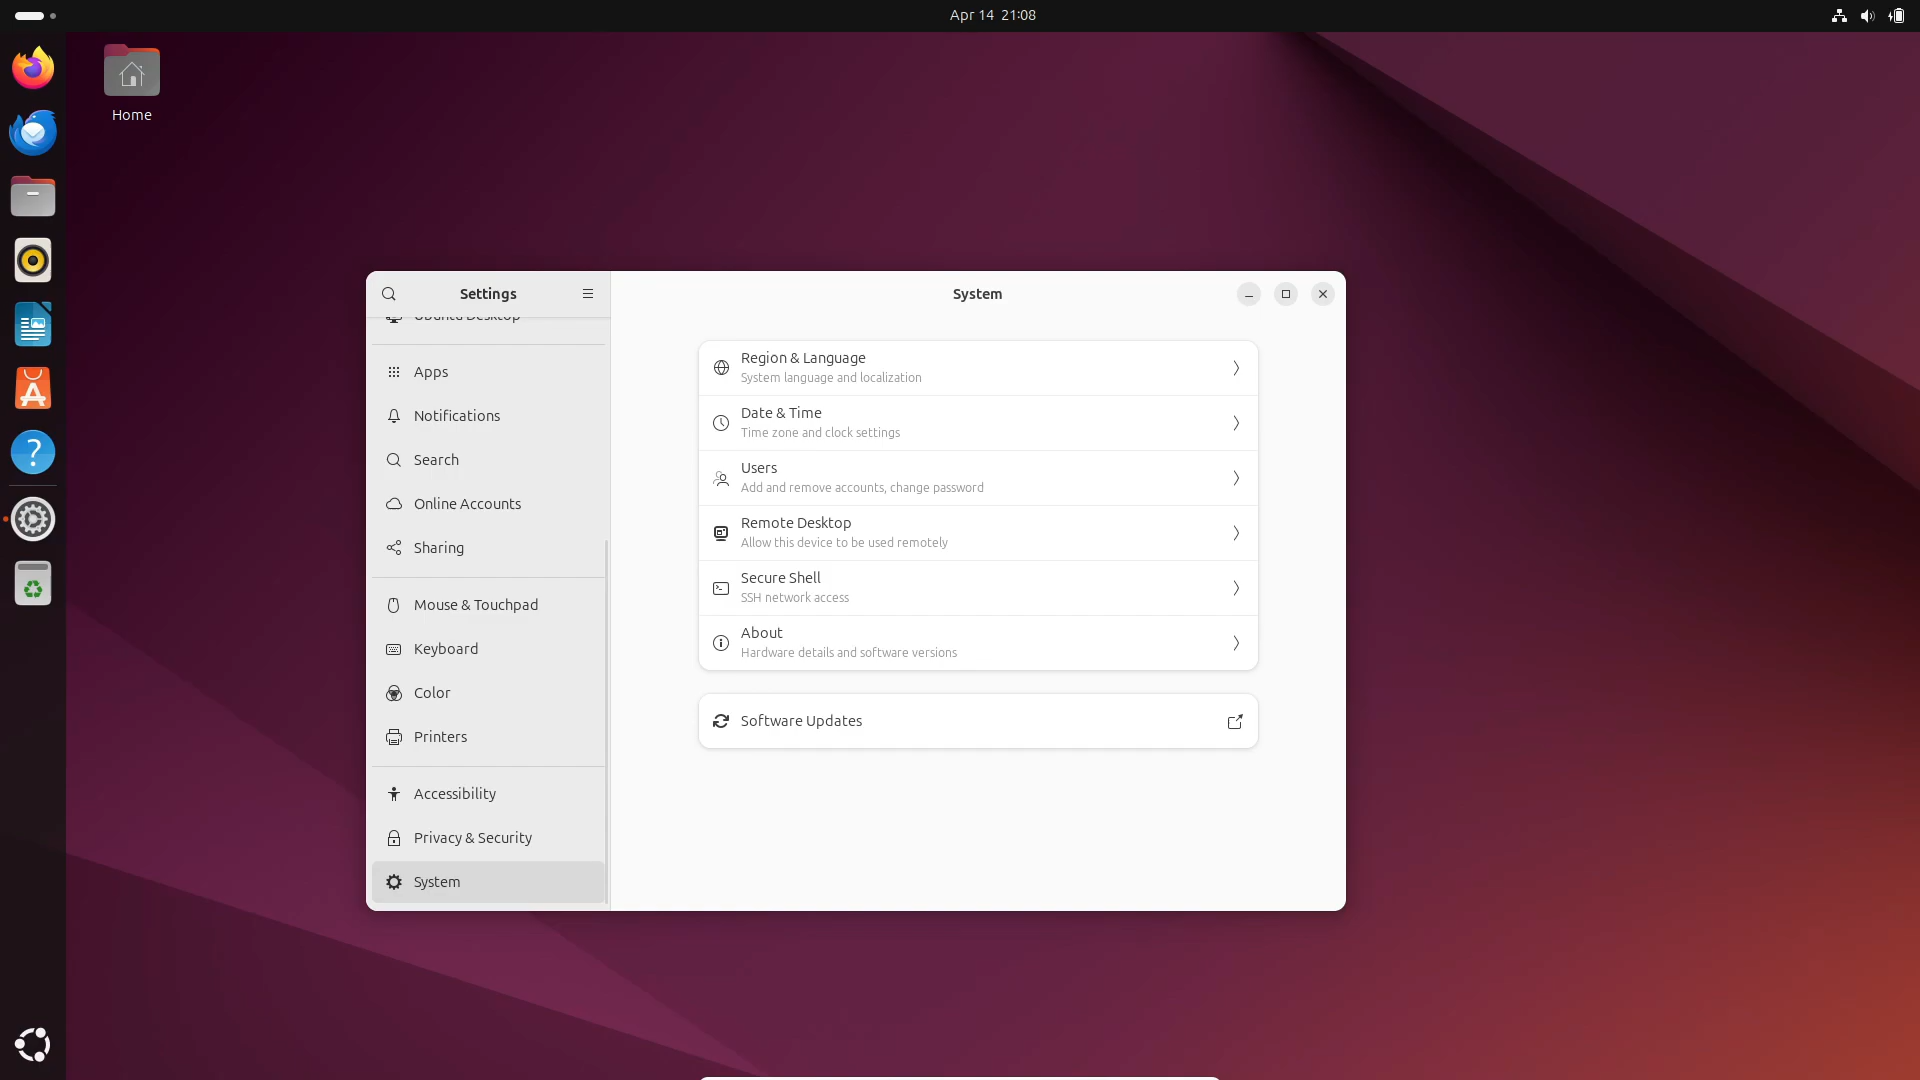 Apr 14 21:08
Home
Settings
System
Ubuntu Desktop
Apps
Notifications
Search
Online Accounts
Sharing
Mouse & Touchpad
Keyboard
Color
Printers
Accessibility
Privacy & Security
System
Region & Language
System language and localization
Date & Time
Time zone and clock settings
Users
Add and remove accounts, change password
Remote Desktop
Allow this device to be used remotely
Secure Shell
SSH network access
About
Hardware details and software versions
Software Updates